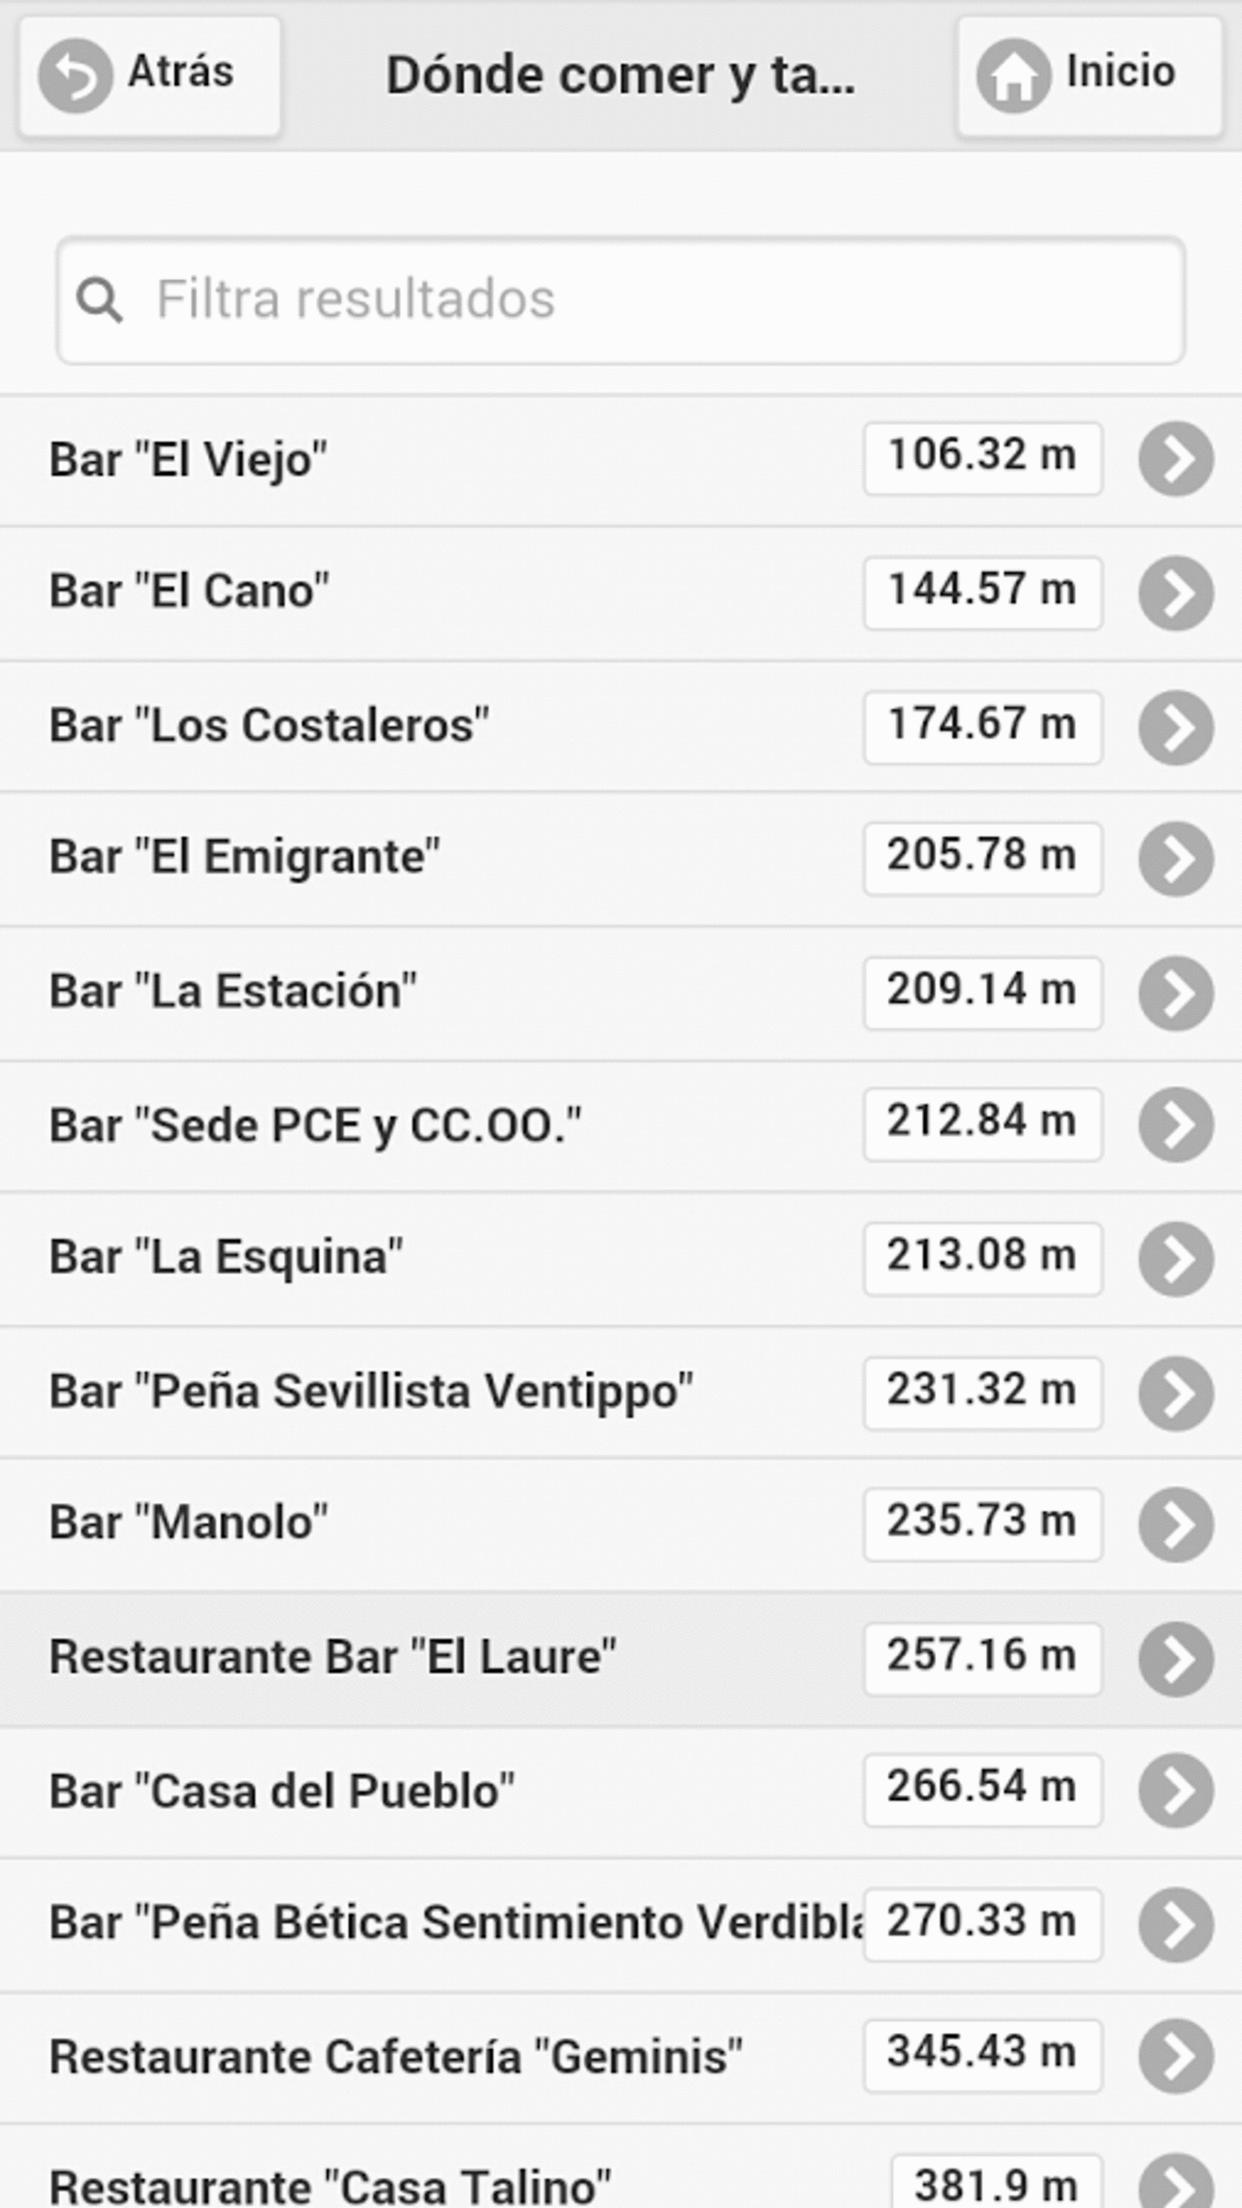 Atrás
Dónde comer y ta...
Inicio
Filtra resultados
Bar "El Viejo" 106.32 m
Bar "El Cano" 144.57 m
Bar "Los Costaleros" 174.67 m
Bar "El Emigrante" 205.78 m
Bar "La Estación" 209.14 m
Bar "Sede PCE y CC.OO." 212.84 m
Bar "La Esquina" 213.08 m
Bar "Peña Sevillista Ventippo" 231.32 m
Bar "Manolo" 235.73 m
Restaurante Bar "El Laure" 257.16 m
Bar "Casa del Pueblo" 266.54 m
Bar "Peña Bética Sentimiento Verdibla 270.33 m
Restaurante Cafetería "Geminis" 345.43 m
Restaurante "Casa Talino" 381.9 m